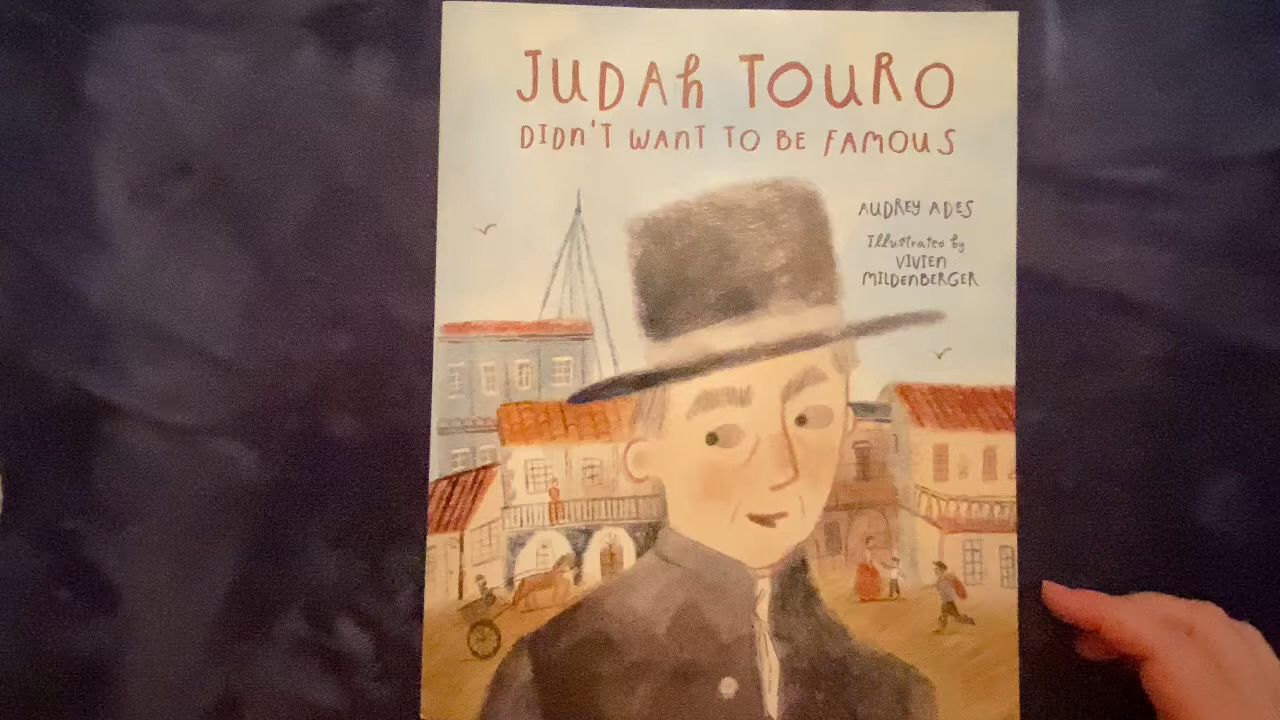 JUDAH TOURO
DIDN'T WANT TO BE FAMOUS
AUDREY ADES
Illustrated by
VIVIEN
MILDENBERGER